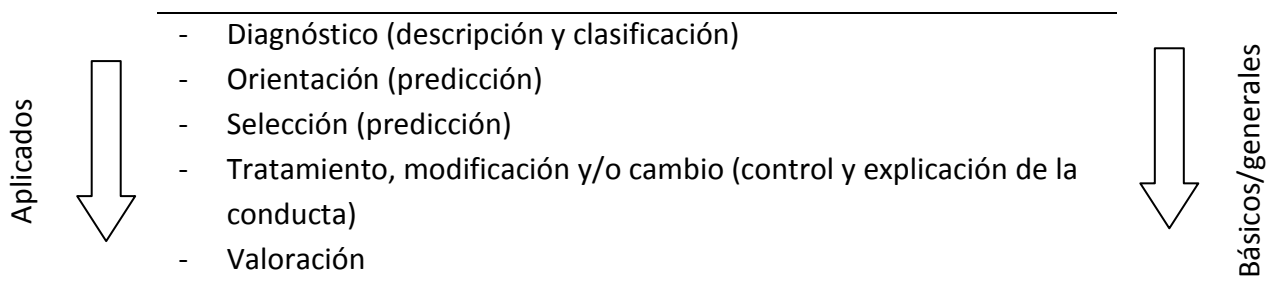 Aplicados
- Diagnóstico (descripción y clasificación)
- Orientación (predicción)
- Selección (predicción)
- Tratamiento, modificación y/o cambio (control y explicación de la
conducta)
- Valoración
Básicos/generales